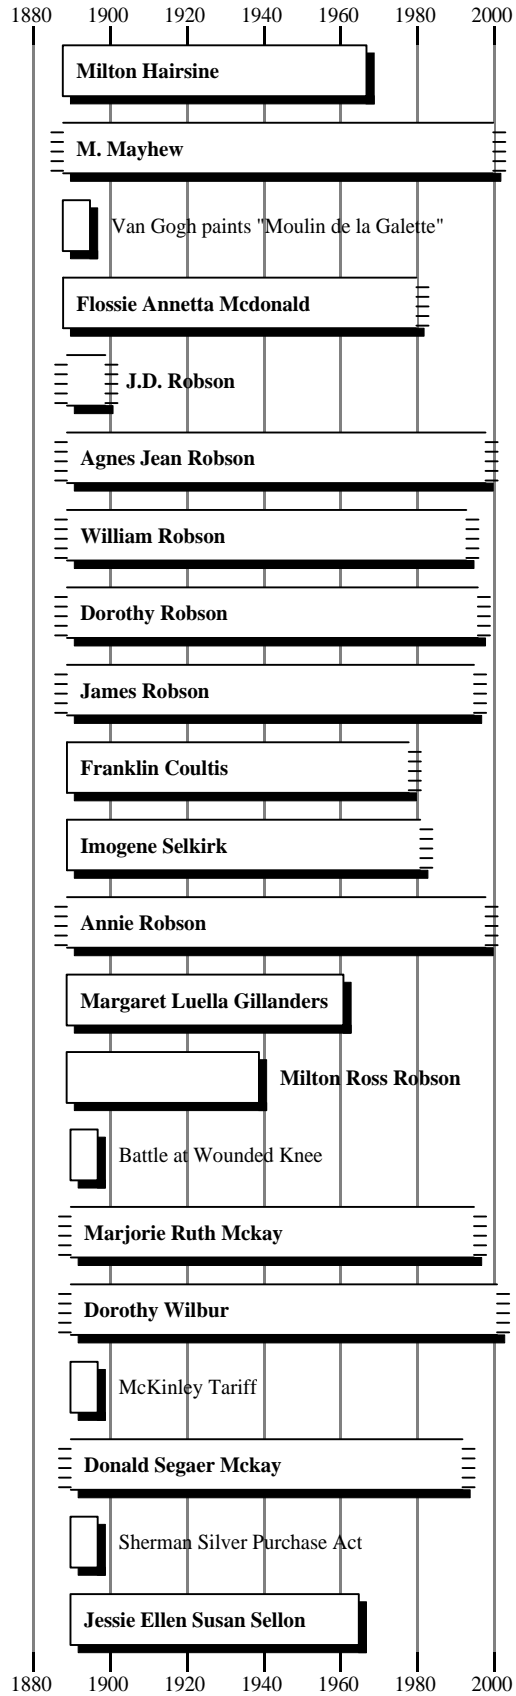 1880 1900 1920 1940 1960 1980 2000
Milton Hairsine
M. Mayhew
Van Gogh paints "Moulin de la Galette"
Flossie Annetta Mcdonald
J.D. Robson
Agnes Jean Robson
William Robson
Dorothy Robson
James Robson
Franklin Coultis
Imogene Selkirk
Annie Robson
Margaret Luella Gillanders
Milton Ross Robson
Battle at Wounded Knee
Marjorie Ruth Mckay
Dorothy Wilbur
McKinley Tariff
Donald Segaer Mckay
Sherman Silver Purchase Act
Jessie Ellen Susan Sellon
1880 1900 1920 1940 1960 1980 2000